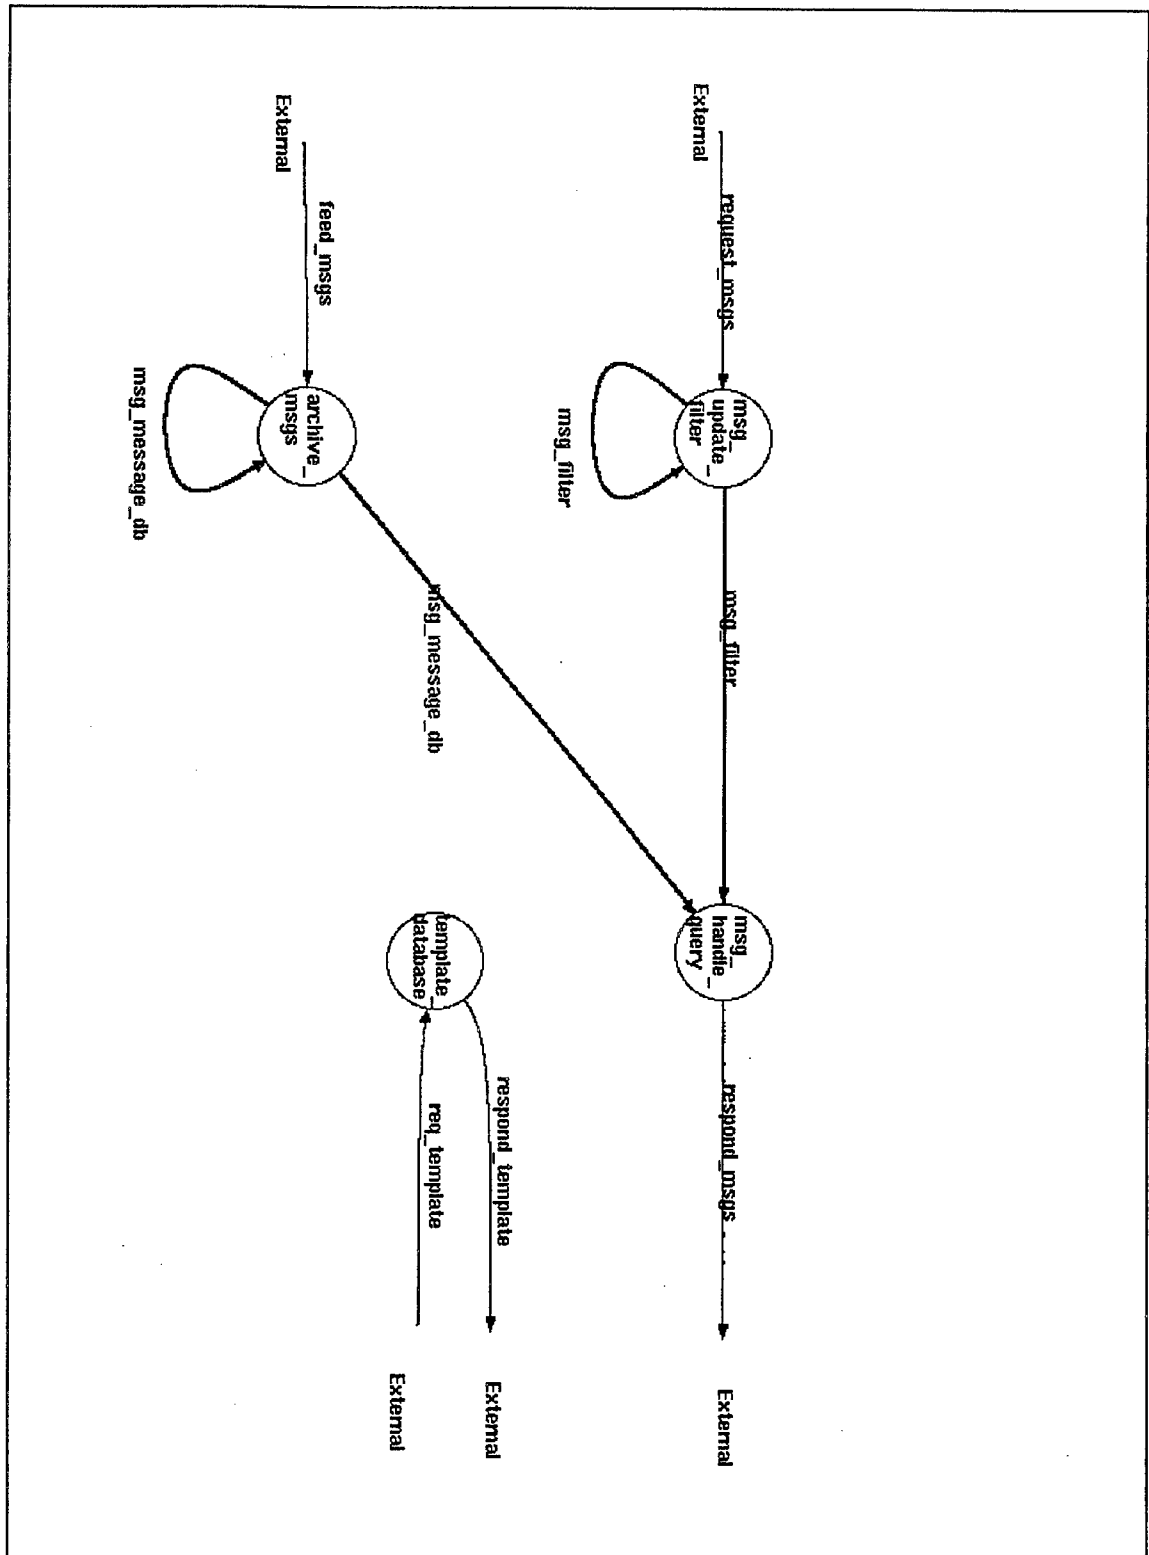 External
request_msgs
msg_
update_
filter
msg_filter
msg_filter
msg_
handle_
query
respond_msgs
External
External
feed_msgs
archive_
msgs
msg_message_db
msg_message_db
template_
database
respond_template
External
req_template
External